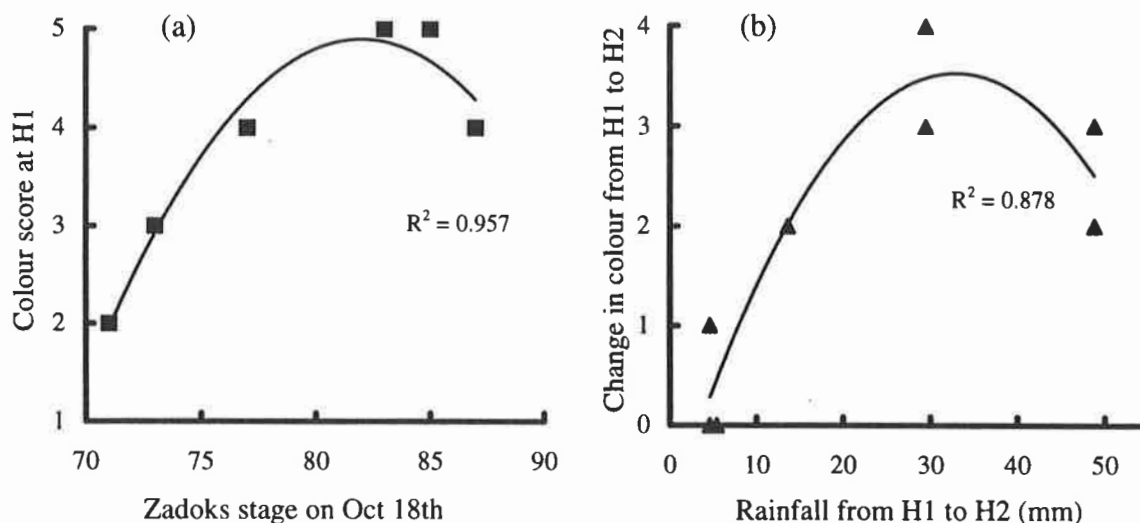 (a)
Colour score at H1
5
4
3
2
1
R² = 0.957
70 75 80 85 90
Zadoks stage on Oct 18th
(b)
Change in colour from H1 to H2
4
3
2
1
0
R² = 0.878
0 10 20 30 40 50
Rainfall from H1 to H2 (mm)